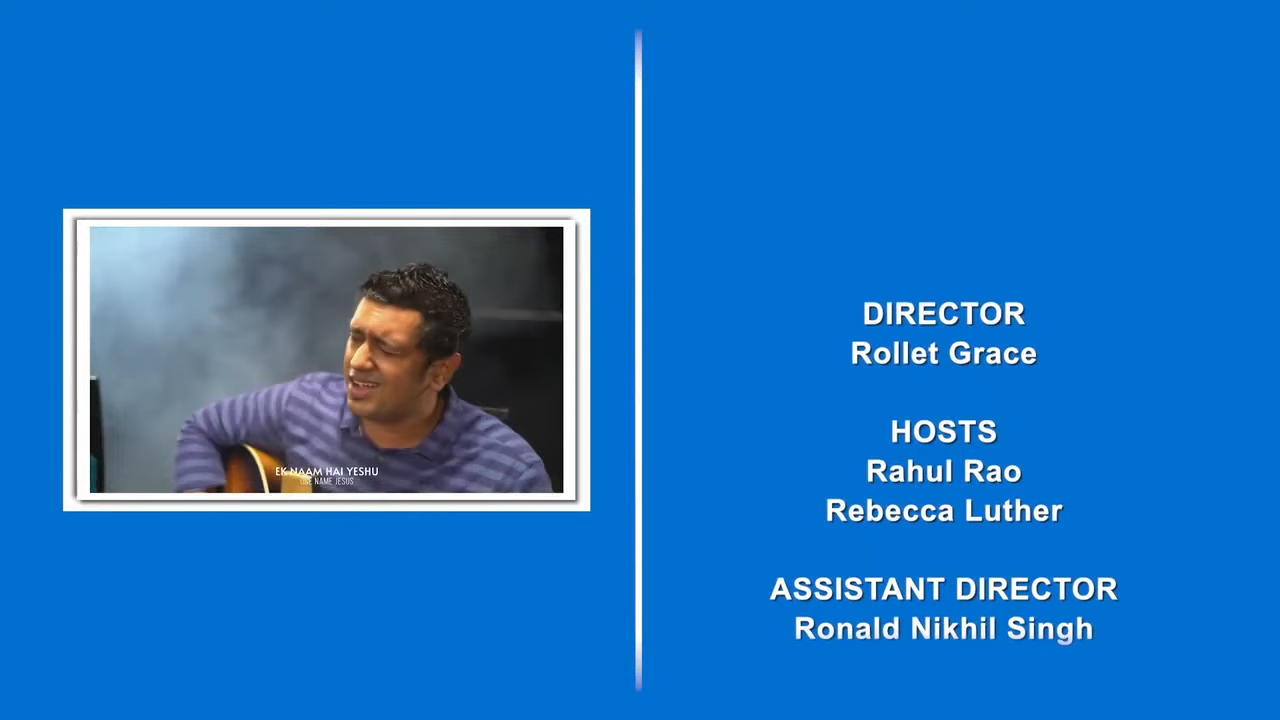 EK NAAM HAI YESHU
ONE NAME JESUS
DIRECTOR
Rollet Grace
HOSTS
Rahul Rao
Rebecca Luther
ASSISTANT DIRECTOR
Ronald Nikhil Singh